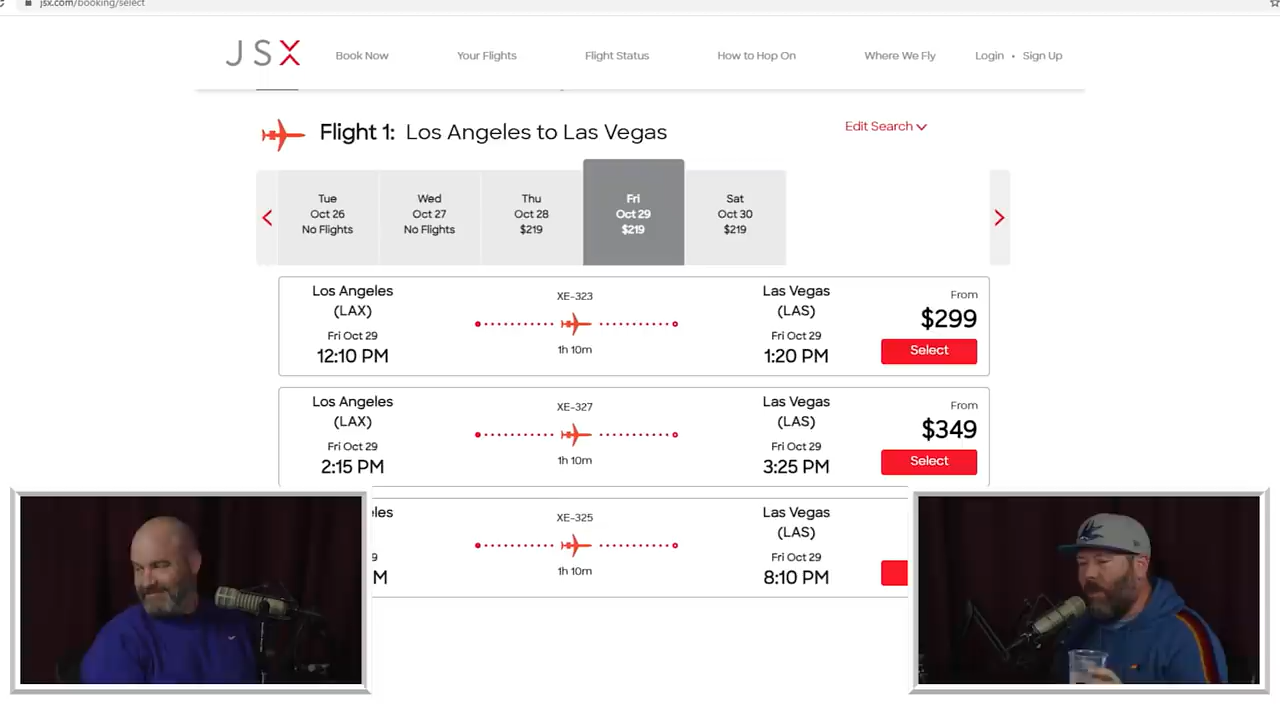 jsx.com/booking/select
JSX
Book Now
Your Flights
Flight Status
How to Hop On
Where We Fly
Login • Sign Up
Flight 1: Los Angeles to Las Vegas
Edit Search
Tue
Oct 26
No Flights
Wed
Oct 27
No Flights
Thu
Oct 28
$219
Fri
Oct 29
$219
Sat
Oct 30
$219
Los Angeles
(LAX)
Fri Oct 29
12:10 PM
XE-323
1h 10m
Las Vegas
(LAS)
Fri Oct 29
1:20 PM
From
$299
Select
Los Angeles
(LAX)
Fri Oct 29
2:15 PM
XE-327
1h 10m
Las Vegas
(LAS)
Fri Oct 29
3:25 PM
From
$349
Select
les
9
M
XE-325
1h 10m
Las Vegas
(LAS)
Fri Oct 29
8:10 PM